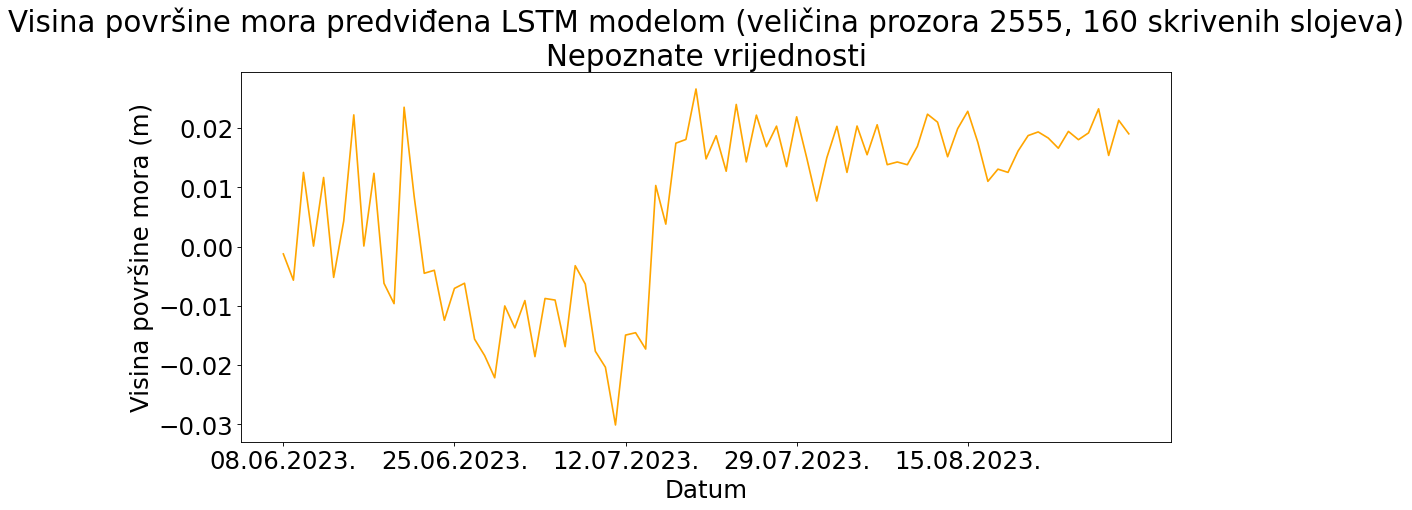 Visina površine mora predviđena LSTM modelom (veličina prozora 2555, 160 skrivenih slojeva)
Nepoznate vrijednosti
Visina površine mora (m)
0.02
0.01
0.00
−0.01
−0.02
−0.03
08.06.2023. 25.06.2023. 12.07.2023. 29.07.2023. 15.08.2023.
Datum